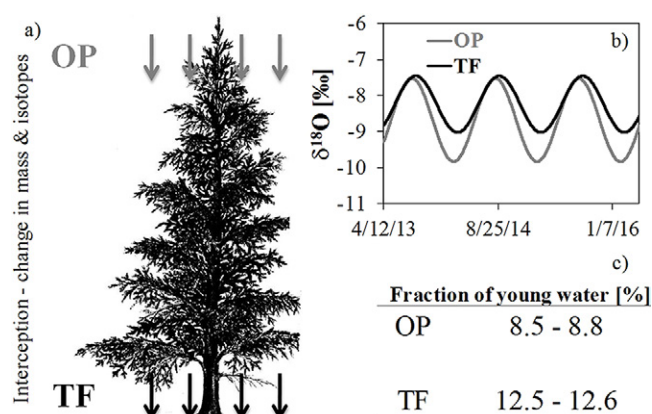 a)
OP
Interception - change in mass & isotopes
TF
b)
OP
TF
δ¹⁸O [‰]
-6
-7
-8
-9
-10
-11
4/12/13 8/25/14 1/7/16
c)
Fraction of young water [%]
OP 8.5 - 8.8
TF 12.5 - 12.6